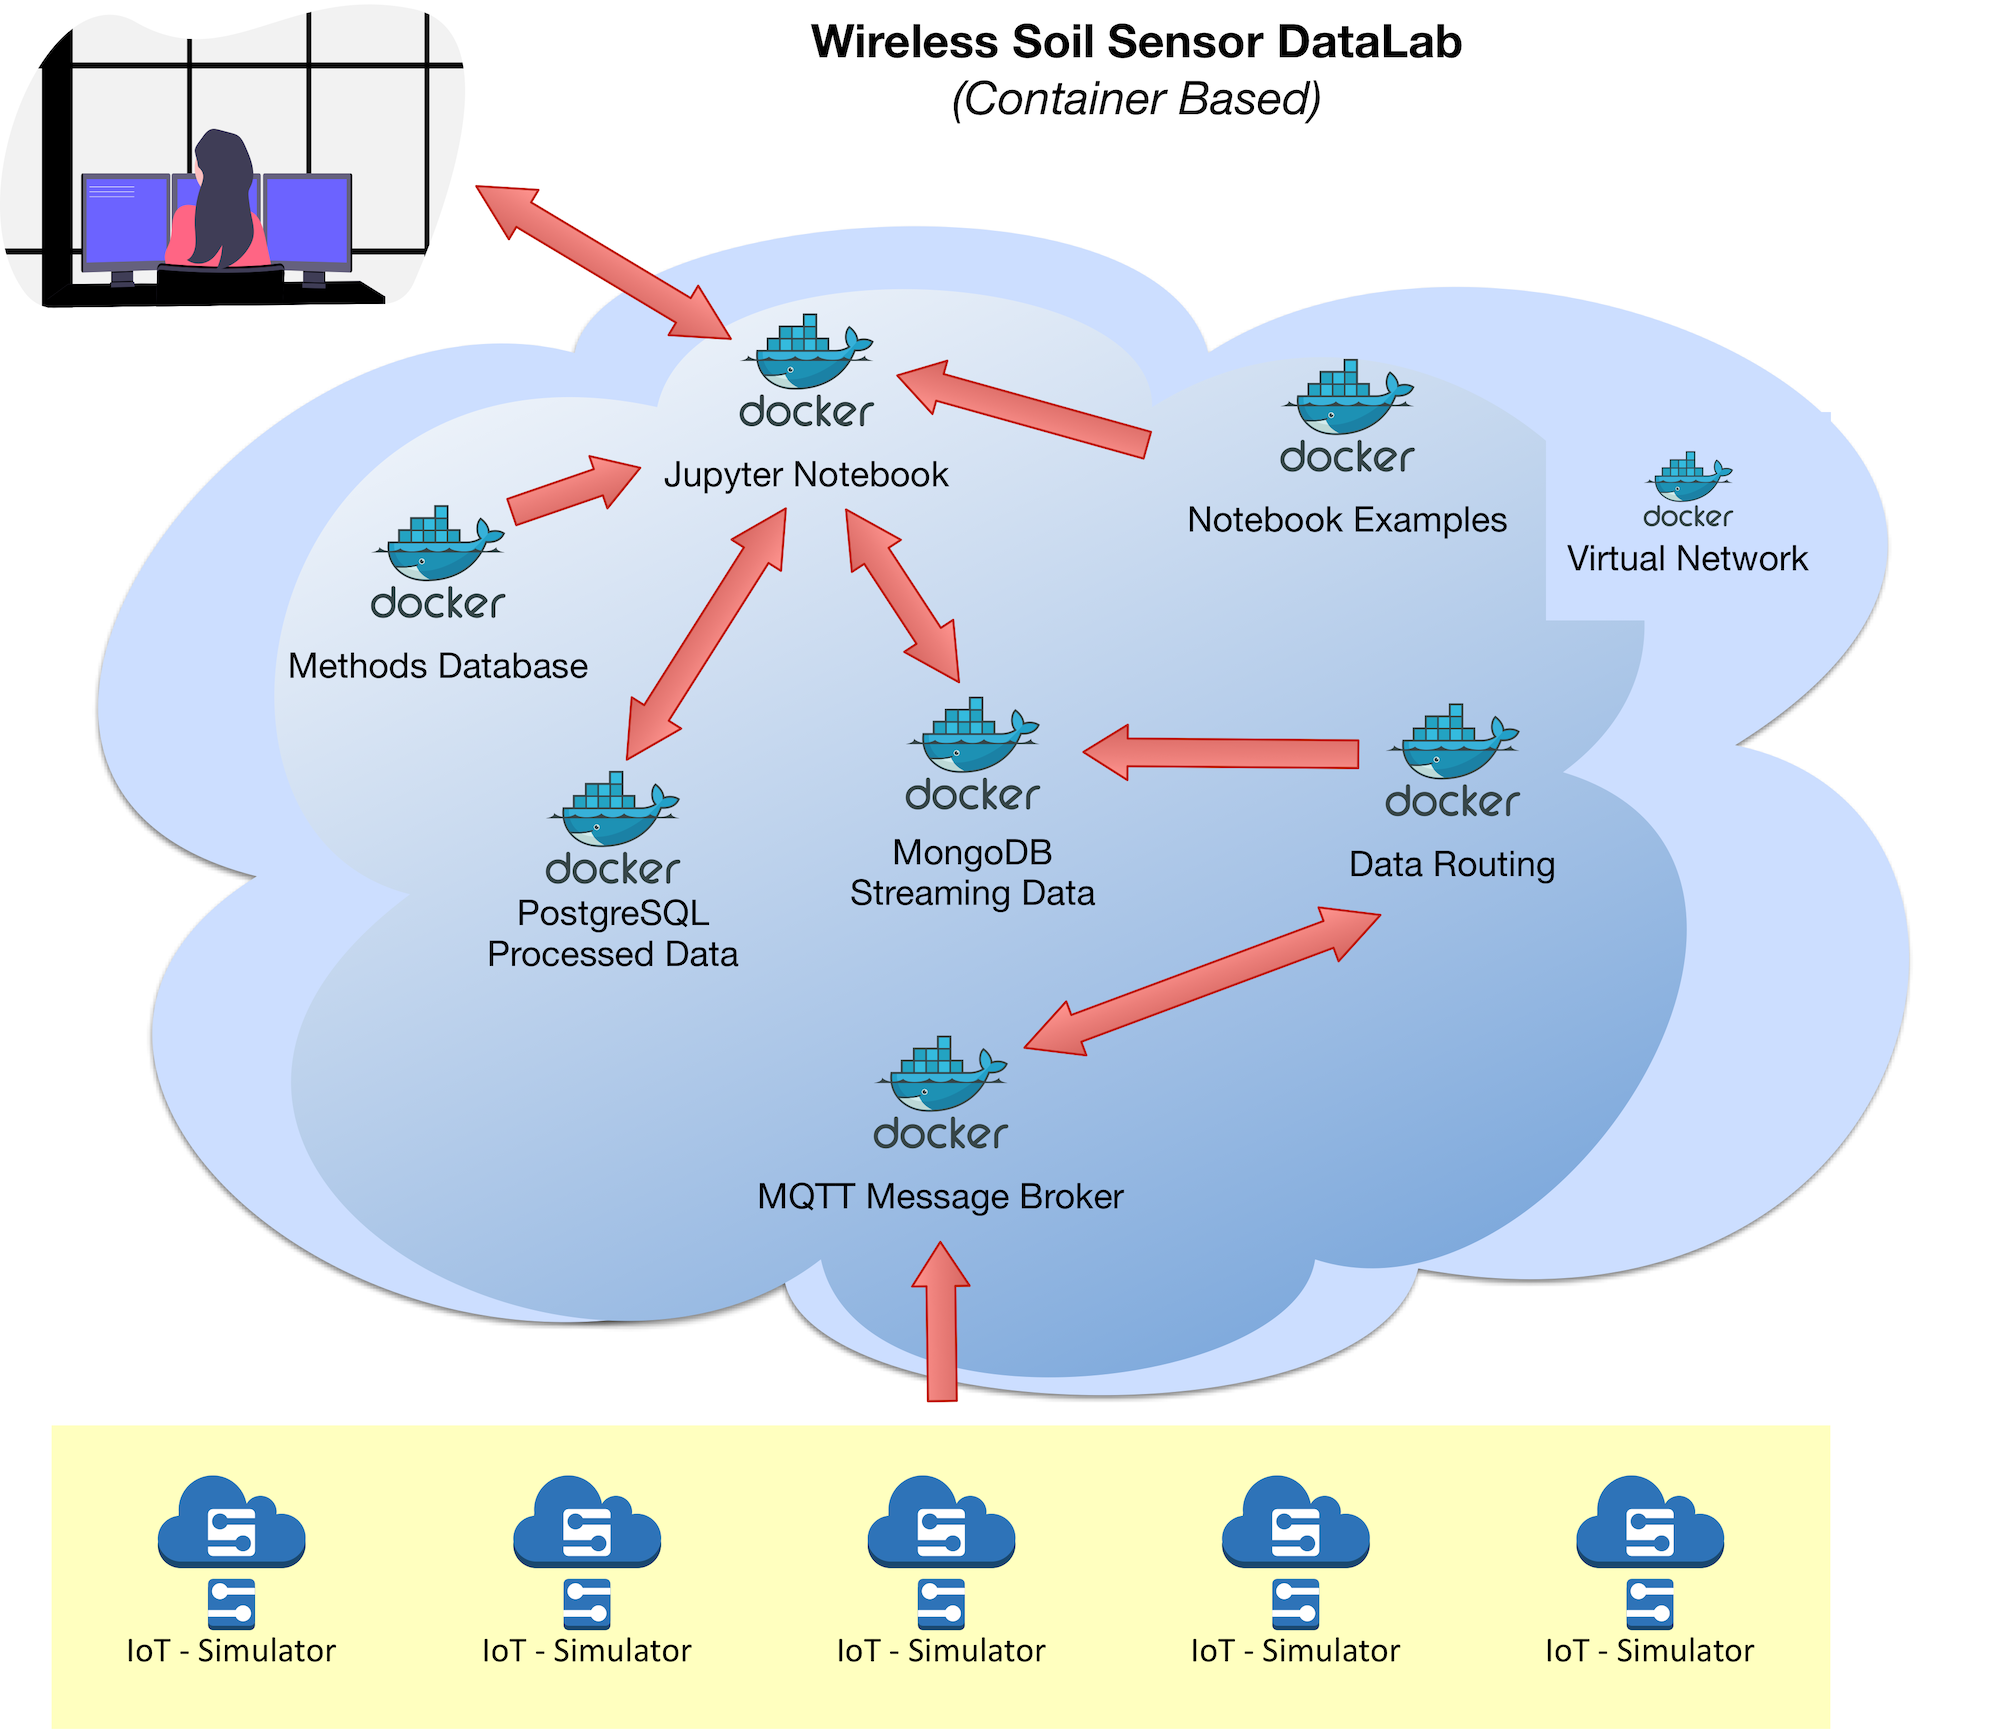 Wireless Soil Sensor DataLab
(Container Based)
docker
Jupyter Notebook
docker
Notebook Examples
docker
Virtual Network
docker
Methods Database
docker
PostgreSQL
Processed Data
docker
MongoDB
Streaming Data
docker
Data Routing
docker
MQTT Message Broker
IoT - Simulator
IoT - Simulator
IoT - Simulator
IoT - Simulator
IoT - Simulator